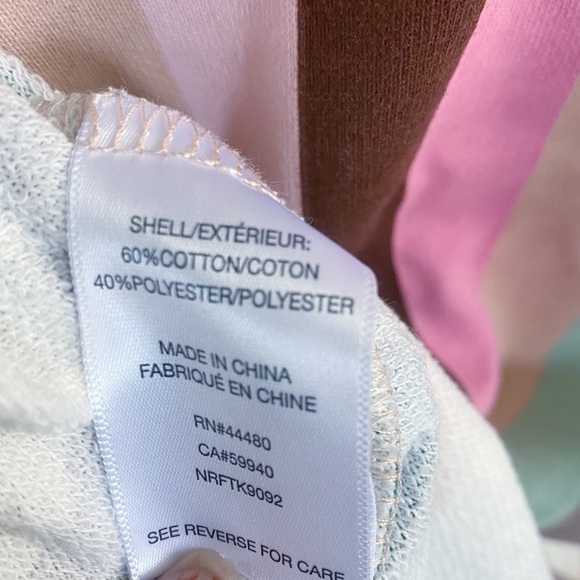 SHELL/EXTÉRIEUR:
60%COTTON/COTON
40%POLYESTER/POLYESTER
MADE IN CHINA
FABRIQUÉ EN CHINE
RN#44480
CA#59940
NRFTK9092
SEE REVERSE FOR CARE